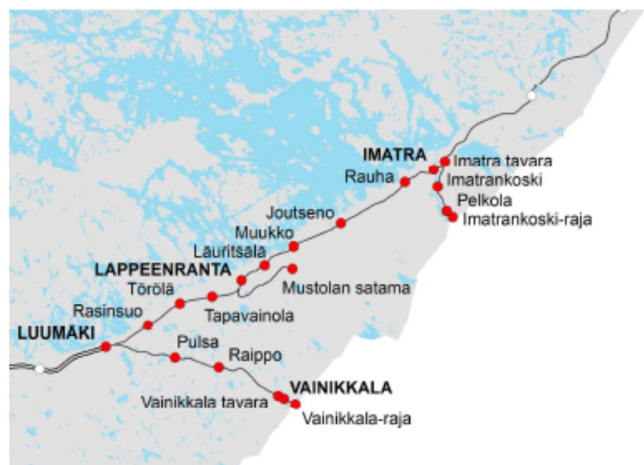 IMATRA
Imatra tavara
Rauha
Imatrankoski
Pelkola
Imatrankoski-raja
Joutseno
Muukko
Lauritsala
LAPPEENRANTA
Mustolan satama
Törölä
Tapavainola
Rasinsuo
LUUMÄKI
Pulsa
Raippo
VAINIKKALA
Vainikkala tavara
Vainikkala-raja